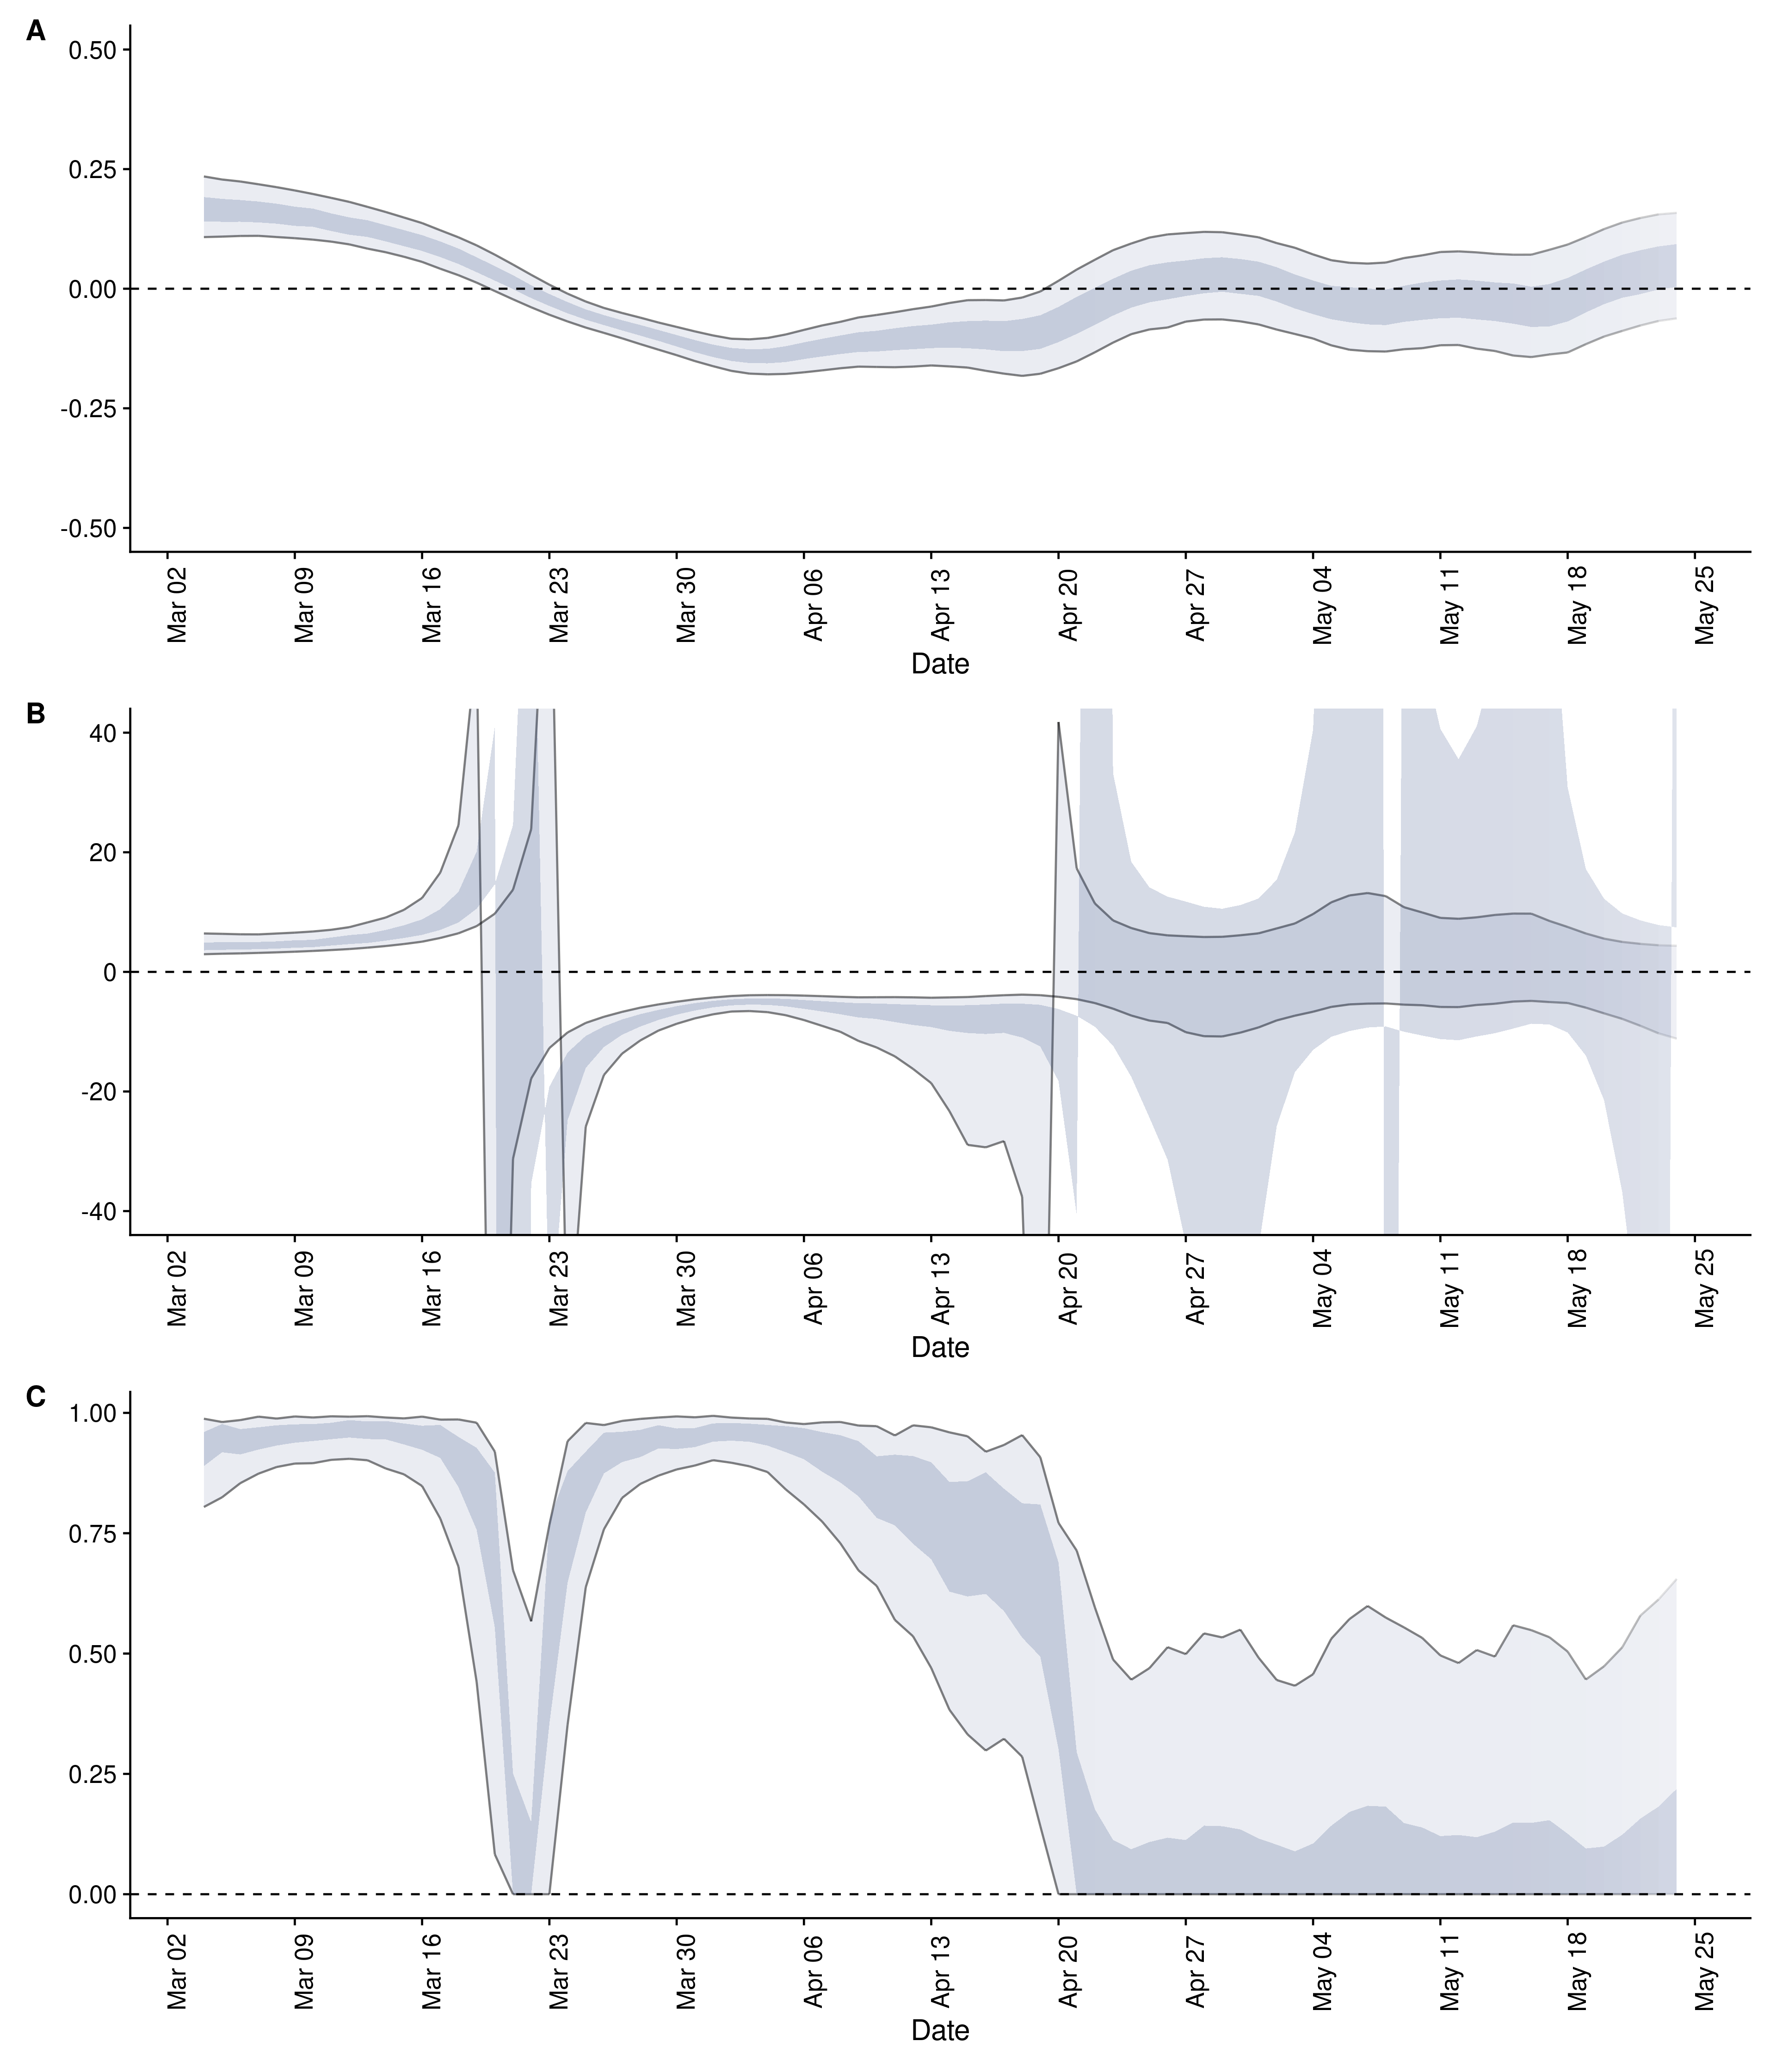 A
0.50
0.25
0.00
-0.25
-0.50
Mar 02
Mar 09
Mar 16
Mar 23
Mar 30
Apr 06
Apr 13
Apr 20
Apr 27
May 04
May 11
May 18
May 25
Date
B
40
20
0
-20
-40
Mar 02
Mar 09
Mar 16
Mar 23
Mar 30
Apr 06
Apr 13
Apr 20
Apr 27
May 04
May 11
May 18
May 25
Date
C
1.00
0.75
0.50
0.25
0.00
Mar 02
Mar 09
Mar 16
Mar 23
Mar 30
Apr 06
Apr 13
Apr 20
Apr 27
May 04
May 11
May 18
May 25
Date